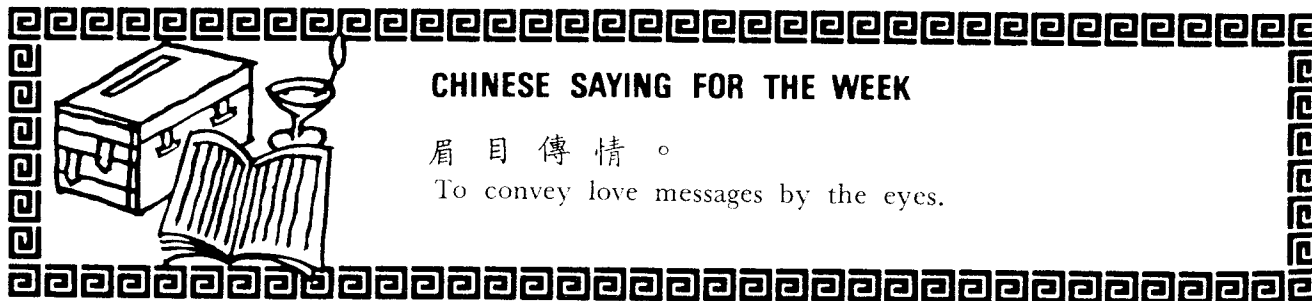 CHINESE SAYING FOR THE WEEK
眉目傳情。
To convey love messages by the eyes.